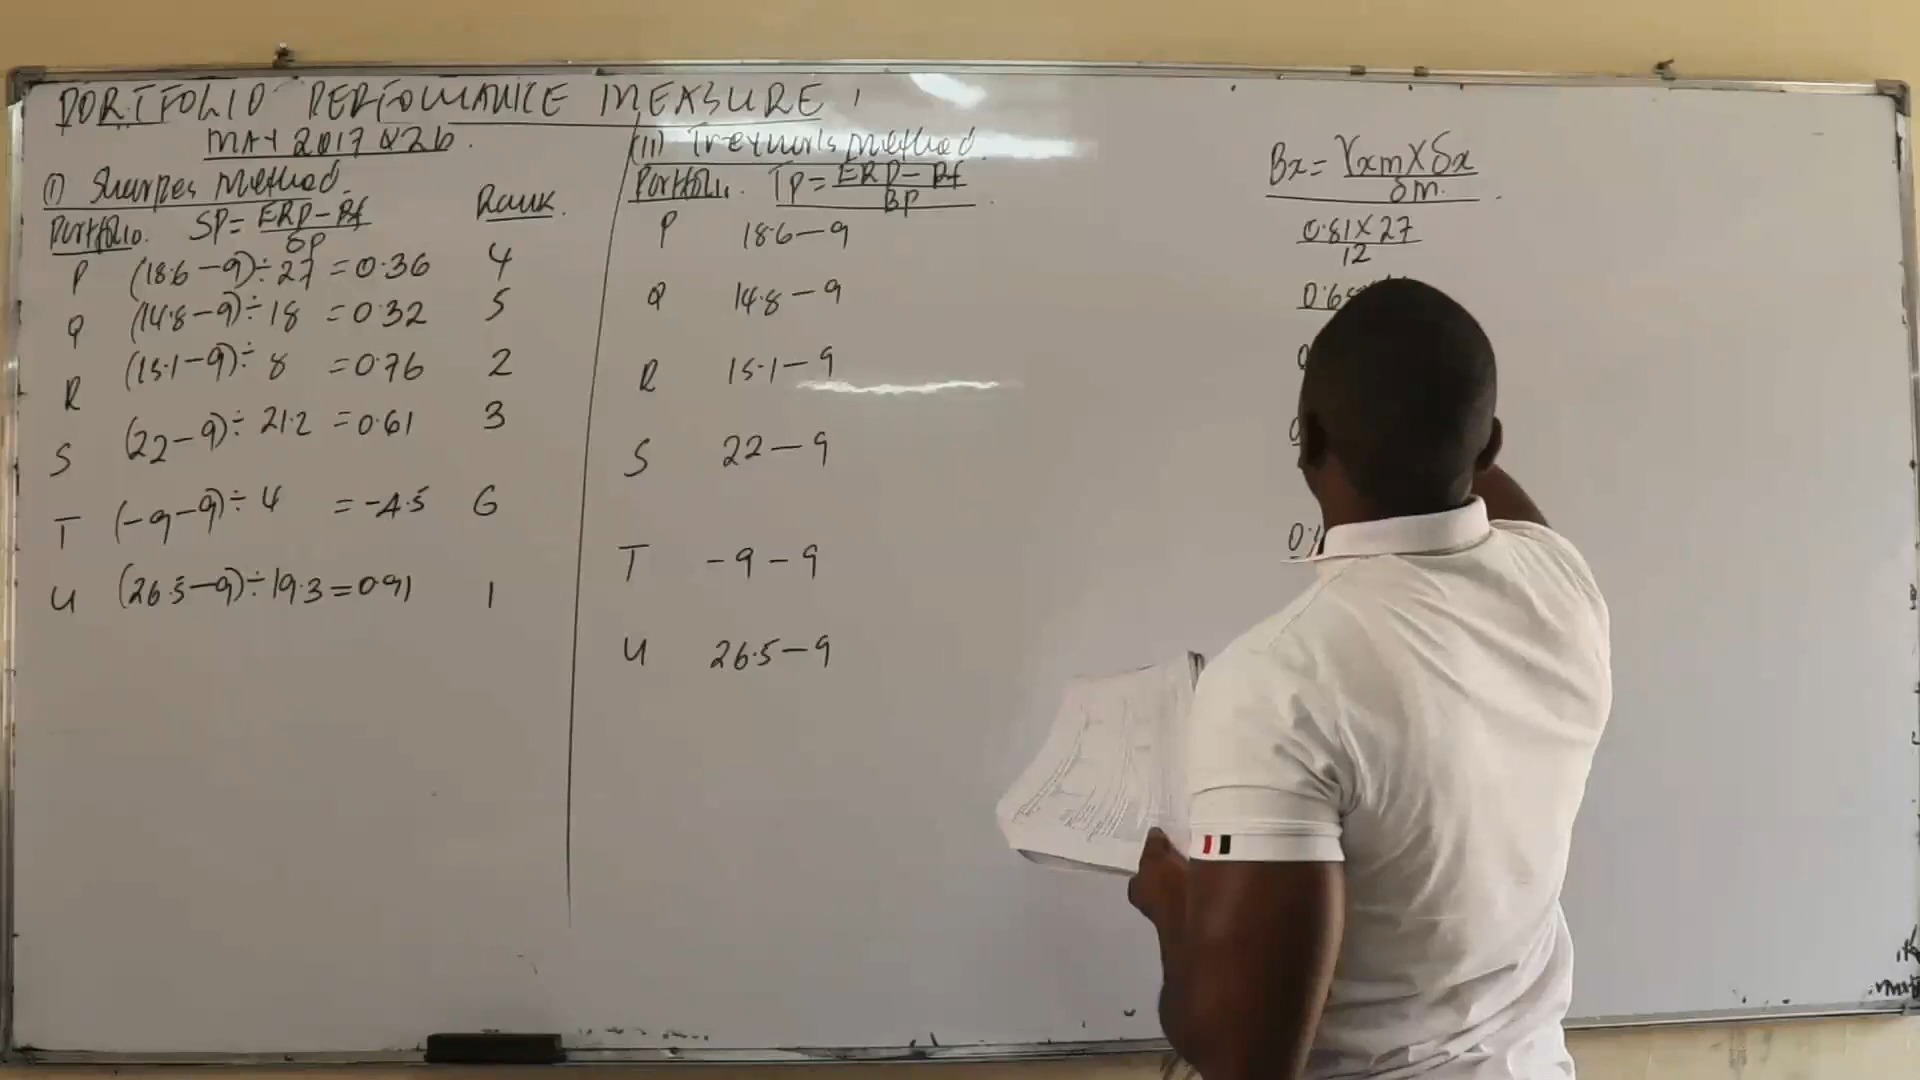 PORTFOLIO PERFOMANCE MEASURE
MAY 2017 Q2b
(i) Sharpes Method.
Portfolio. SP = ERp - Rf / δp Rank.
P (18.6 - 9) ÷ 27 = 0.36 4
Q (14.8 - 9) ÷ 18 = 0.32 5
R (15.1 - 9) ÷ 8 = 0.76 2
S (22 - 9) ÷ 21.2 = 0.61 3
T (-9 - 9) ÷ 4 = -4.5 6
U (26.5 - 9) ÷ 19.3 = 0.91 1
(ii) Treynor's Method.
Portfolio. TP = ERP - Rf / BP
P 18.6 - 9
Q 14.8 - 9
R 15.1 - 9
S 22 - 9
T -9 - 9
U 26.5 - 9
Bx = γxm X δx / δm
0.81 X 27 / 12